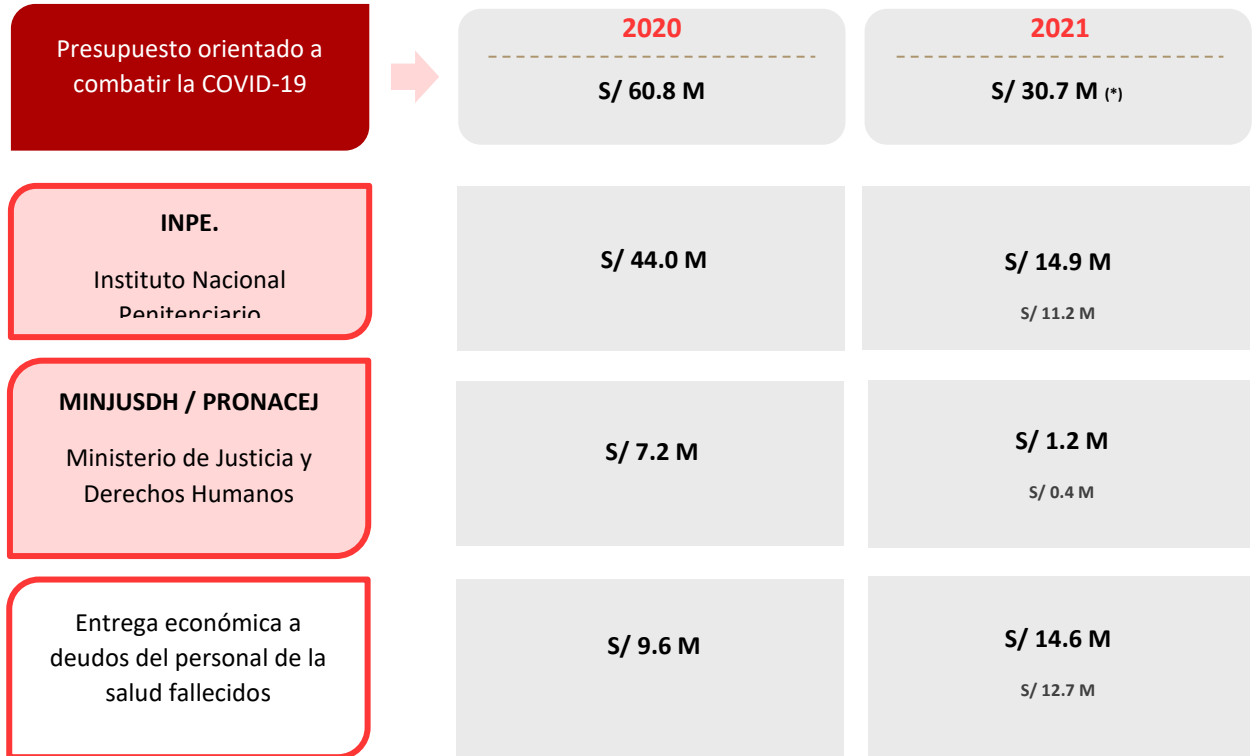 Presupuesto orientado a
combatir la COVID-19
2020
S/ 60.8 M
2021
S/ 30.7 M (*)
INPE.
Instituto Nacional
Penitenciario
S/ 44.0 M
S/ 14.9 M
S/ 11.2 M
MINJUSDH / PRONACEJ
Ministerio de Justicia y
Derechos Humanos
S/ 7.2 M
S/ 1.2 M
S/ 0.4 M
Entrega económica a
deudos del personal de la
salud fallecidos
S/ 9.6 M
S/ 14.6 M
S/ 12.7 M